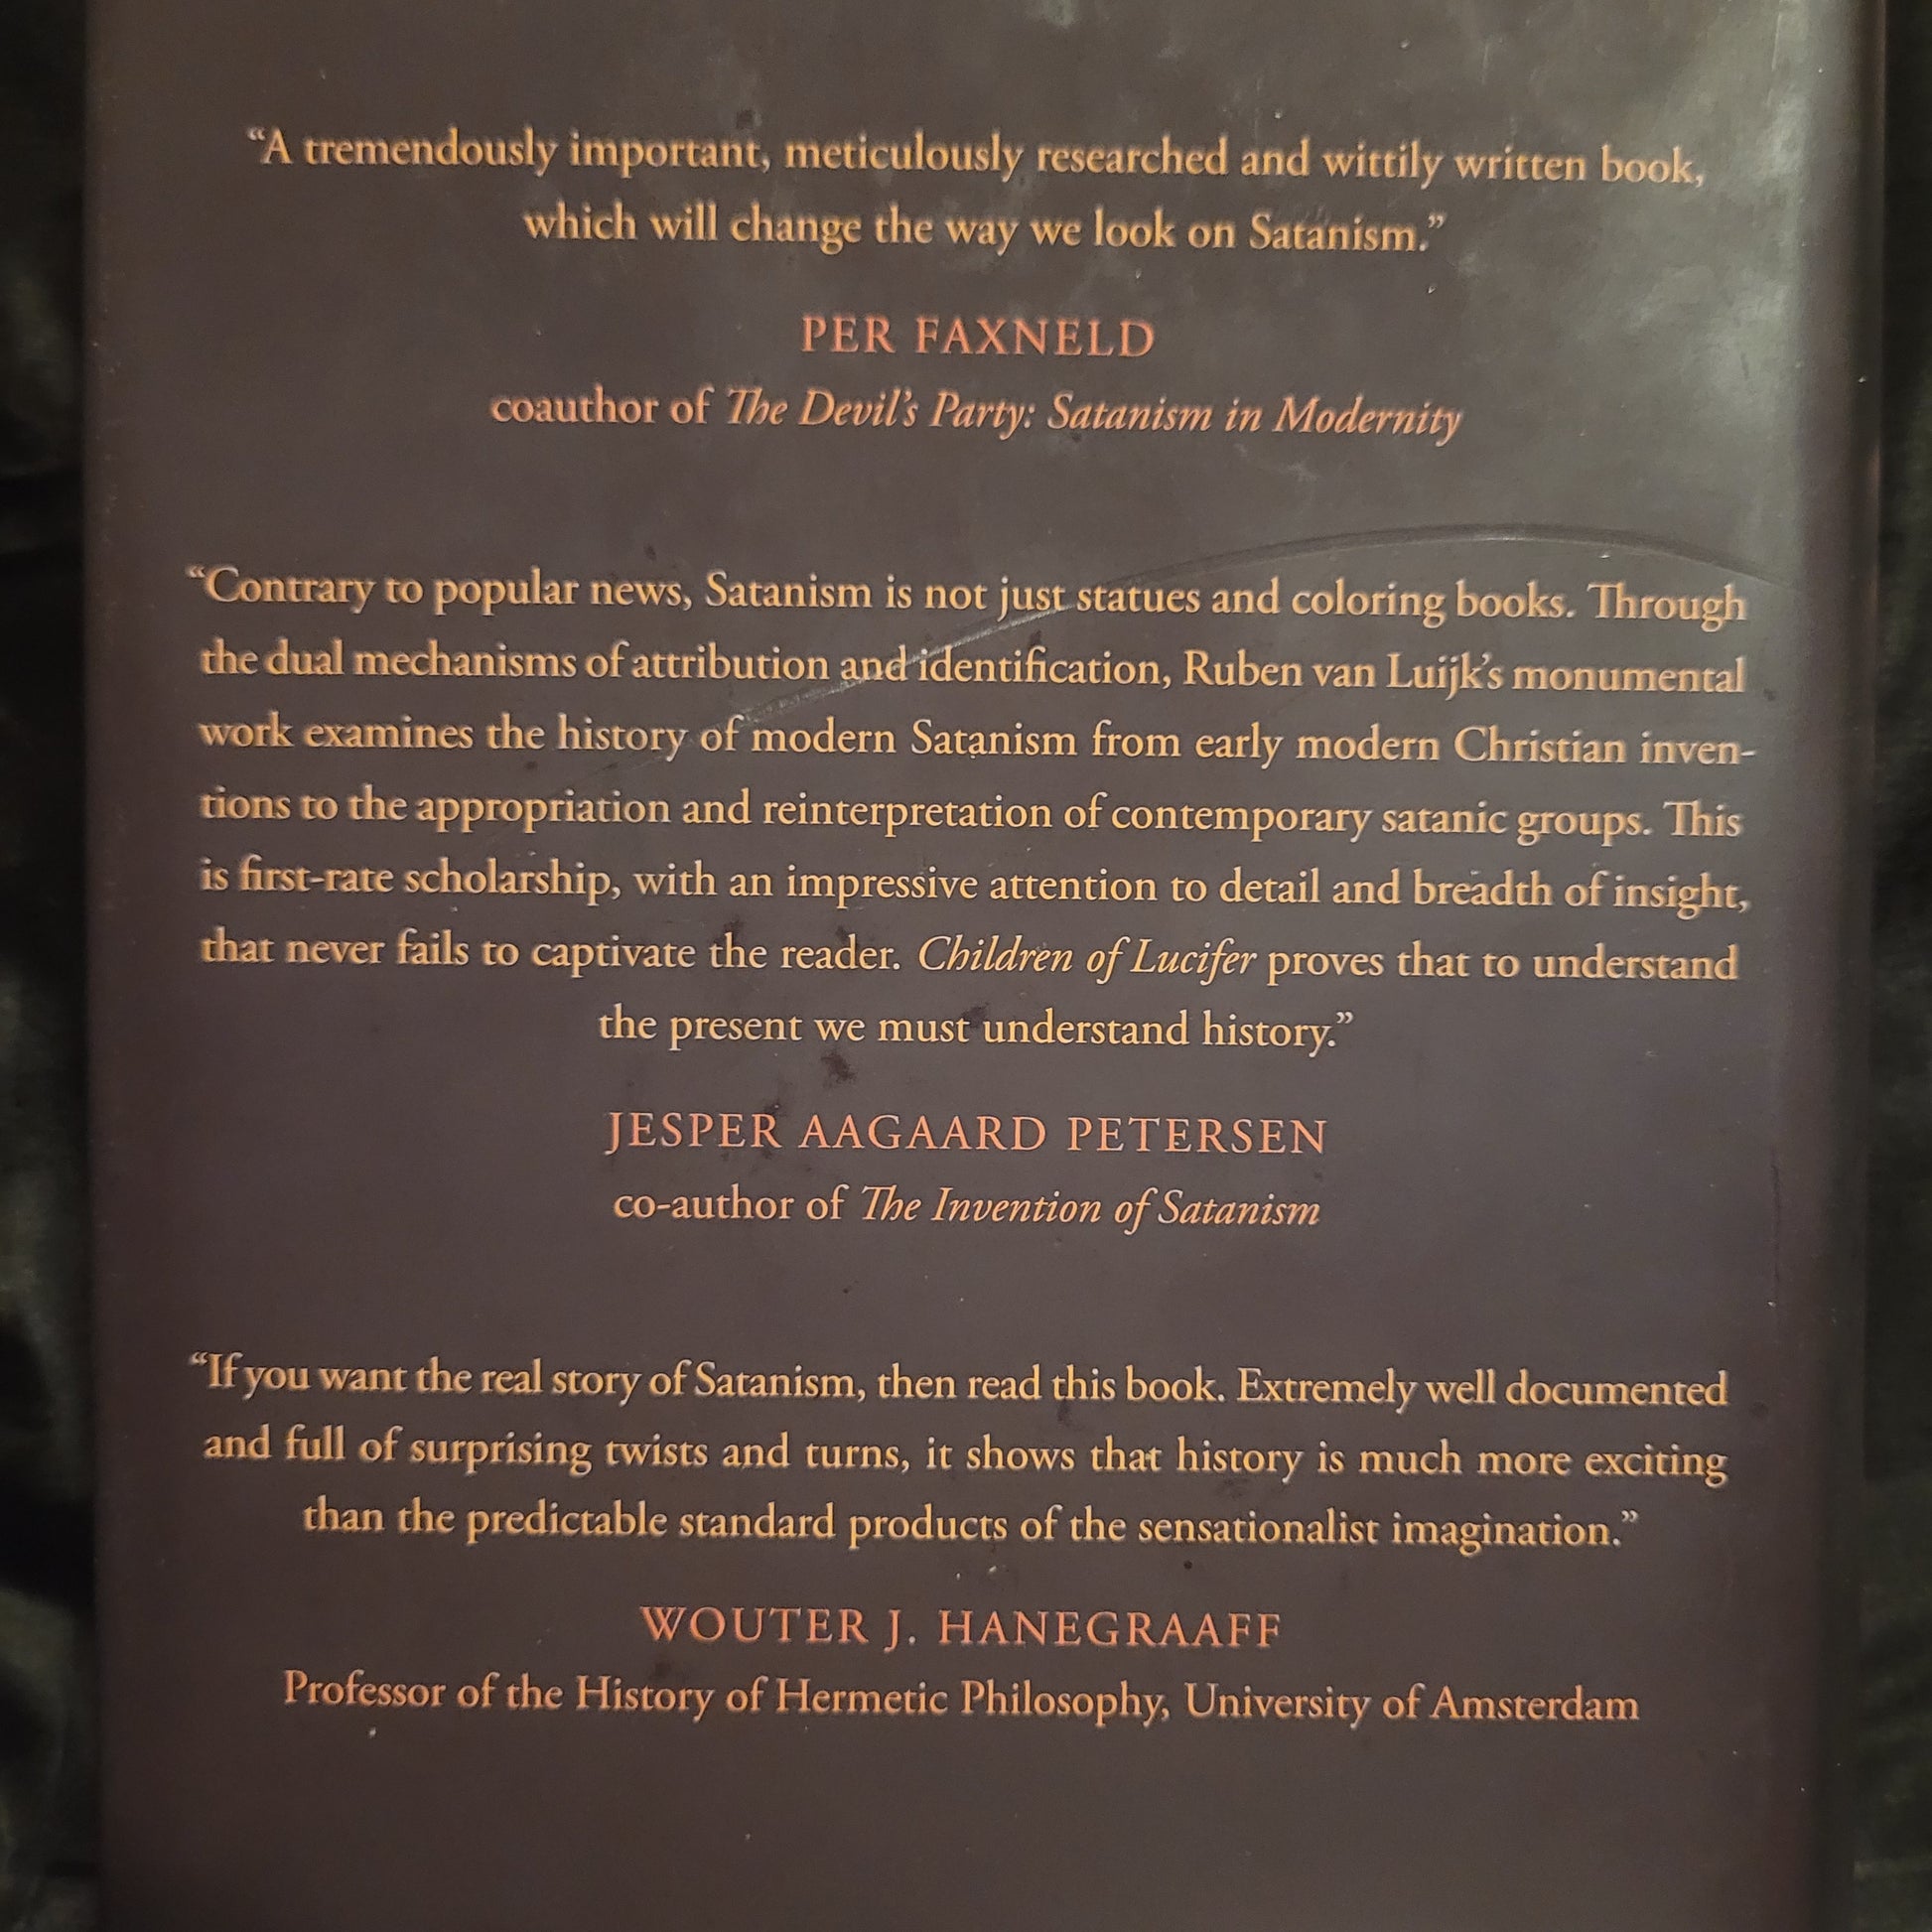 “A tremendously important, meticulously researched and wittily written book,
which will change the way we look on Satanism.”
PER FAXNELD
coauthor of The Devil’s Party: Satanism in Modernity
“Contrary to popular news, Satanism is not just statues and coloring books. Through
the dual mechanisms of attribution and identification, Ruben van Luijk’s monumental
work examines the history of modern Satanism from early modern Christian inven-
tions to the appropriation and reinterpretation of contemporary satanic groups. This
is first-rate scholarship, with an impressive attention to detail and breadth of insight,
that never fails to captivate the reader. Children of Lucifer proves that to understand
the present we must understand history.”
JESPER AAGAARD PETERSEN
co-author of The Invention of Satanism
“If you want the real story of Satanism, then read this book. Extremely well documented
and full of surprising twists and turns, it shows that history is much more exciting
than the predictable standard products of the sensationalist imagination.”
WOUTER J. HANEGRAAFF
Professor of the History of Hermetic Philosophy, University of Amsterdam